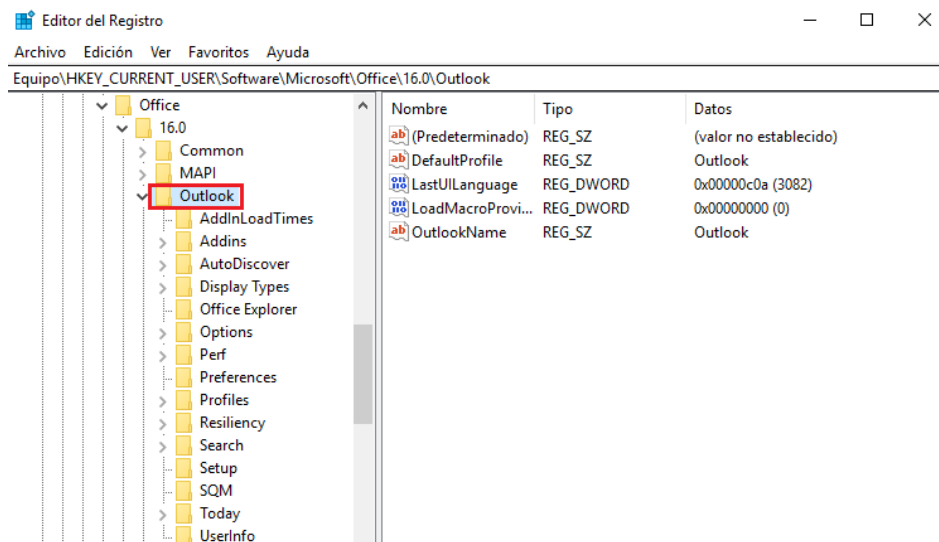 Editor del Registro
Archivo Edición Ver Favoritos Ayuda
Equipo\HKEY_CURRENT_USER\Software\Microsoft\Office\16.0\Outlook
Office
16.0
Common
MAPI
Outlook
AddInLoadTimes
Addins
AutoDiscover
Display Types
Office Explorer
Options
Perf
Preferences
Profiles
Resiliency
Search
Setup
SQM
Today
UserInfo
Nombre Tipo Datos
(Predeterminado) REG_SZ (valor no establecido)
DefaultProfile REG_SZ Outlook
LastUILanguage REG_DWORD 0x00000c0a (3082)
LoadMacroProvi... REG_DWORD 0x00000000 (0)
OutlookName REG_SZ Outlook